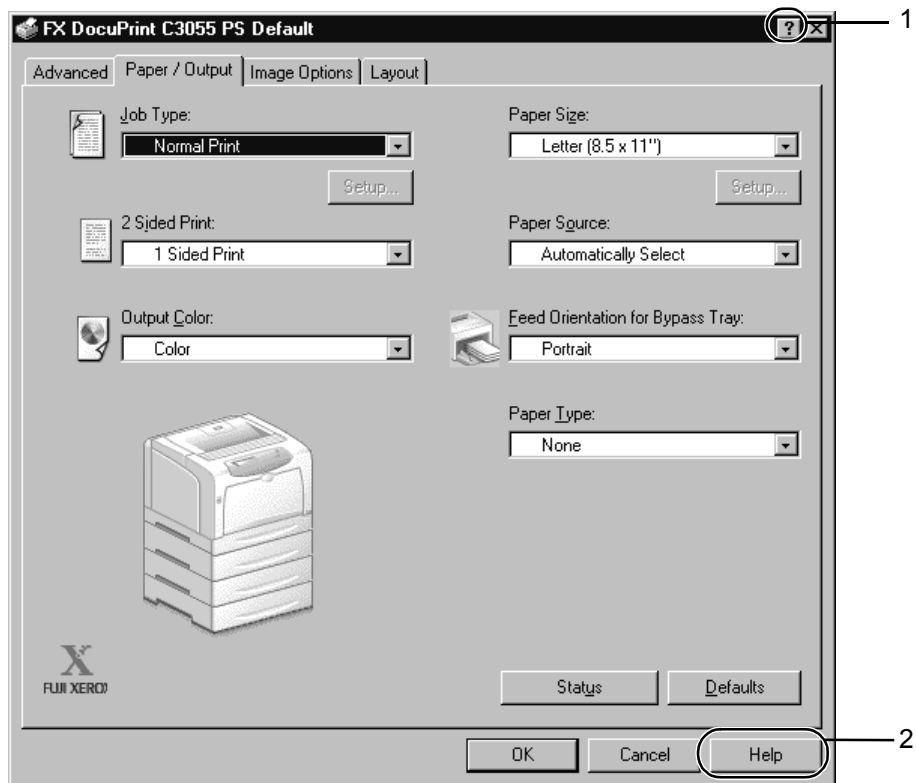 FX DocuPrint C3055 PS Default
? X
1
Advanced Paper / Output Image Options Layout
Job Type:
Normal Print
Setup...
Paper Size:
Letter (8.5 x 11")
Setup...
2 Sided Print:
1 Sided Print
Paper Source:
Automatically Select
Output Color:
Color
Feed Orientation for Bypass Tray:
Portrait
Paper Type:
None
X
FUJI XEROX
Status Defaults
OK Cancel Help
2